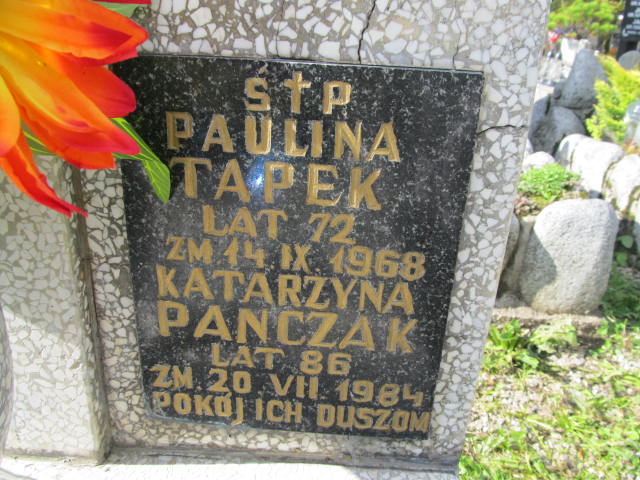 S†P
PAULINA
TAPEK
LAT 72
ZM 14 IX 1968
KATARZYNA
PANCZAK
LAT 86
ZM 20 VII 1984
POKÓJ ICH DUSZOM